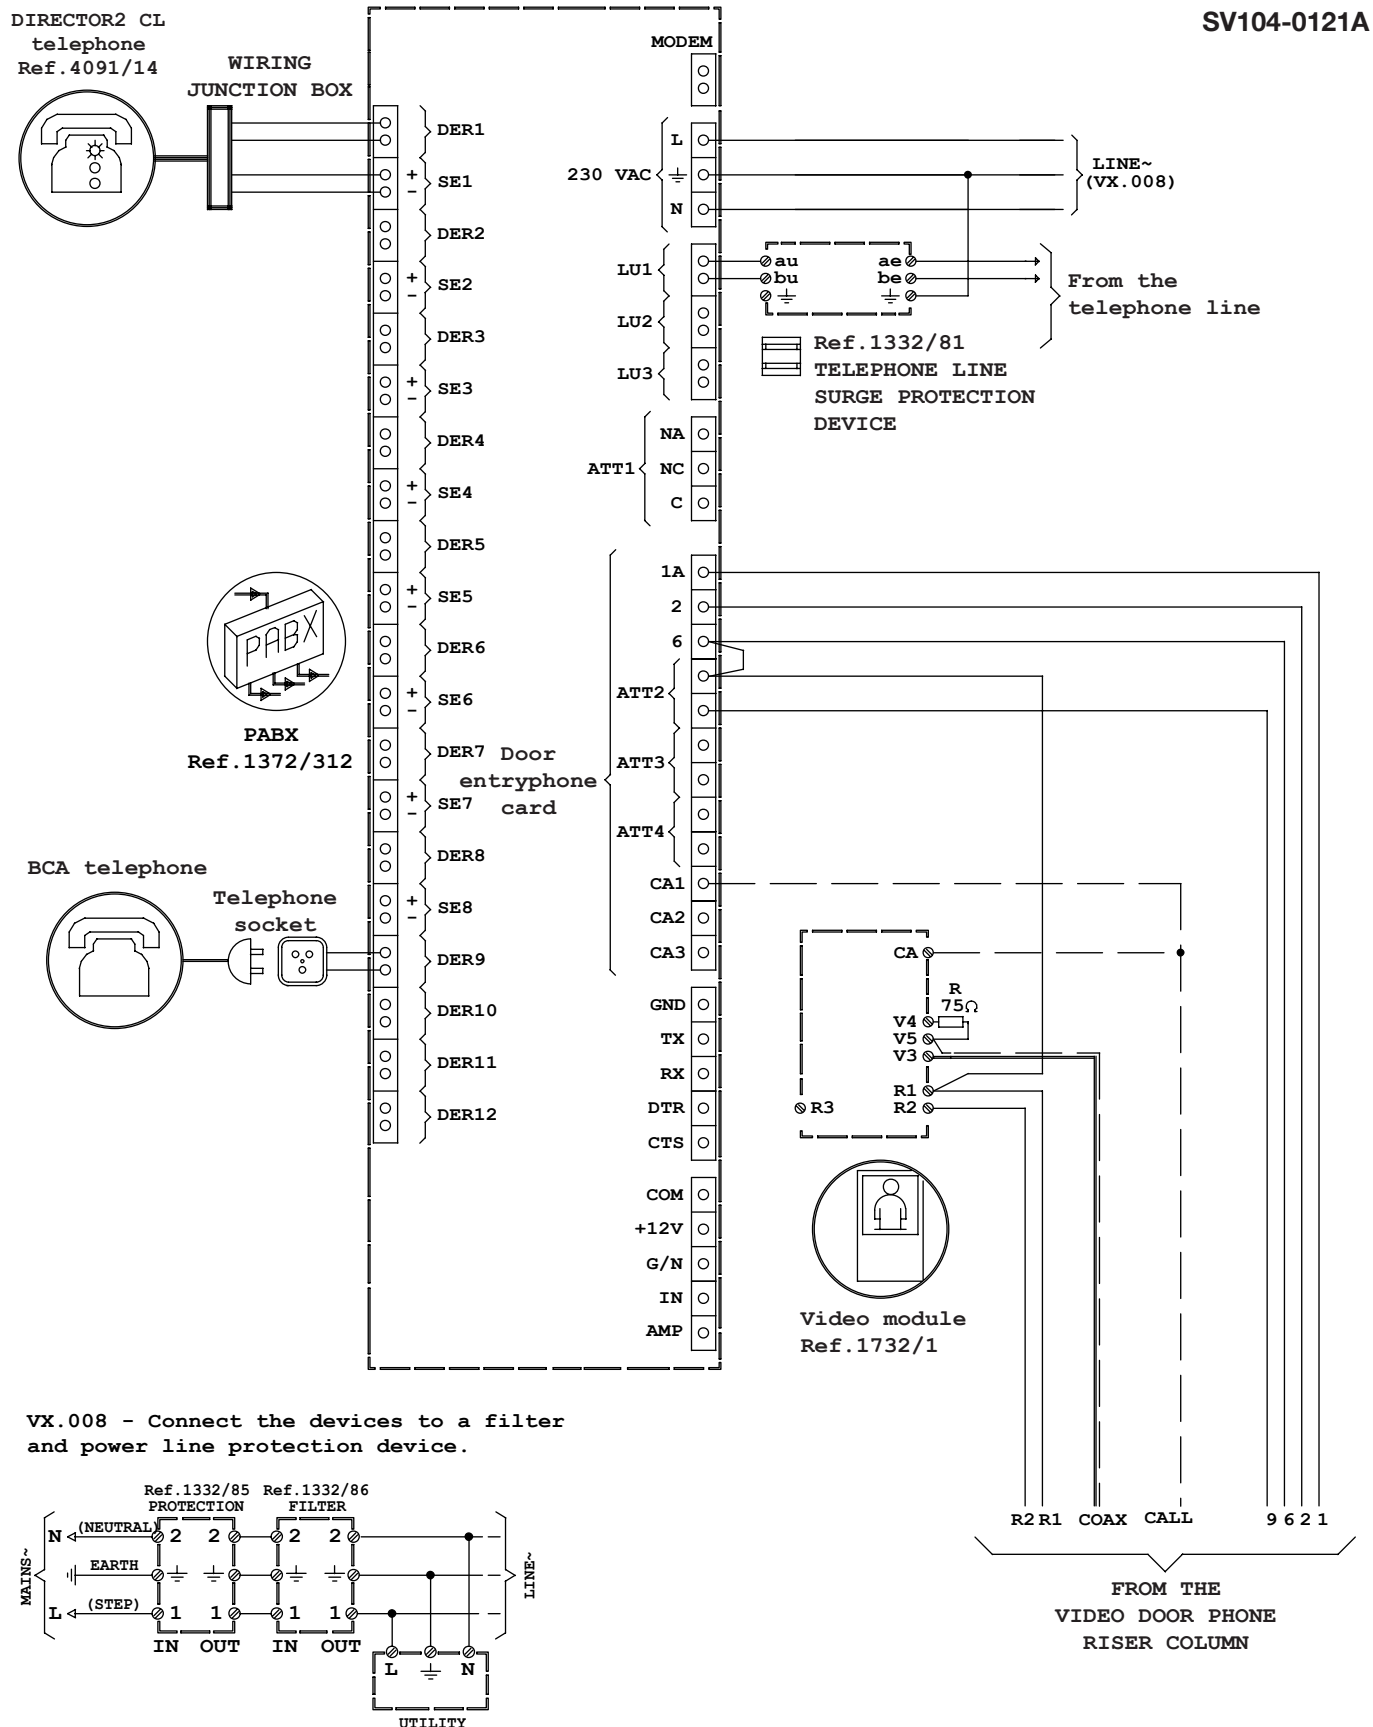 SV104-0121A
DIRECTOR2 CL
telephone
Ref.4091/14
WIRING
JUNCTION BOX
MODEM
DER1
+
SE1
-
DER2
+
SE2
-
DER3
+
SE3
-
DER4
+
SE4
-
DER5
+
SE5
-
DER6
+
SE6
-
DER7
+
SE7
-
DER8
+
SE8
-
DER9
DER10
DER11
DER12
PABX
PABX
Ref.1372/312
BCA telephone
Telephone
socket
L
230 VAC
N
LINE~
(VX.008)
LU1
LU2
LU3
au
ae
bu
be
From the
telephone line
Ref.1332/81
TELEPHONE LINE
SURGE PROTECTION
DEVICE
NA
ATT1
NC
C
Door
entryphone
card
1A
2
6
ATT2
ATT3
ATT4
CA1
CA2
CA3
GND
TX
RX
DTR
CTS
COM
+12V
G/N
IN
AMP
CA
R
75Ω
V4
V5
V3
R1
R3
R2
Video module
Ref.1732/1
R2 R1 COAX CALL 9 6 2 1
FROM THE
VIDEO DOOR PHONE
RISER COLUMN
VX.008 - Connect the devices to a filter
and power line protection device.
Ref.1332/85 Ref.1332/86
PROTECTION FILTER
MAINS~
N (NEUTRAL) 2 2 2 2
EARTH
L (STEP) 1 1 1 1
LINE~
IN OUT IN OUT
L N
UTILITY